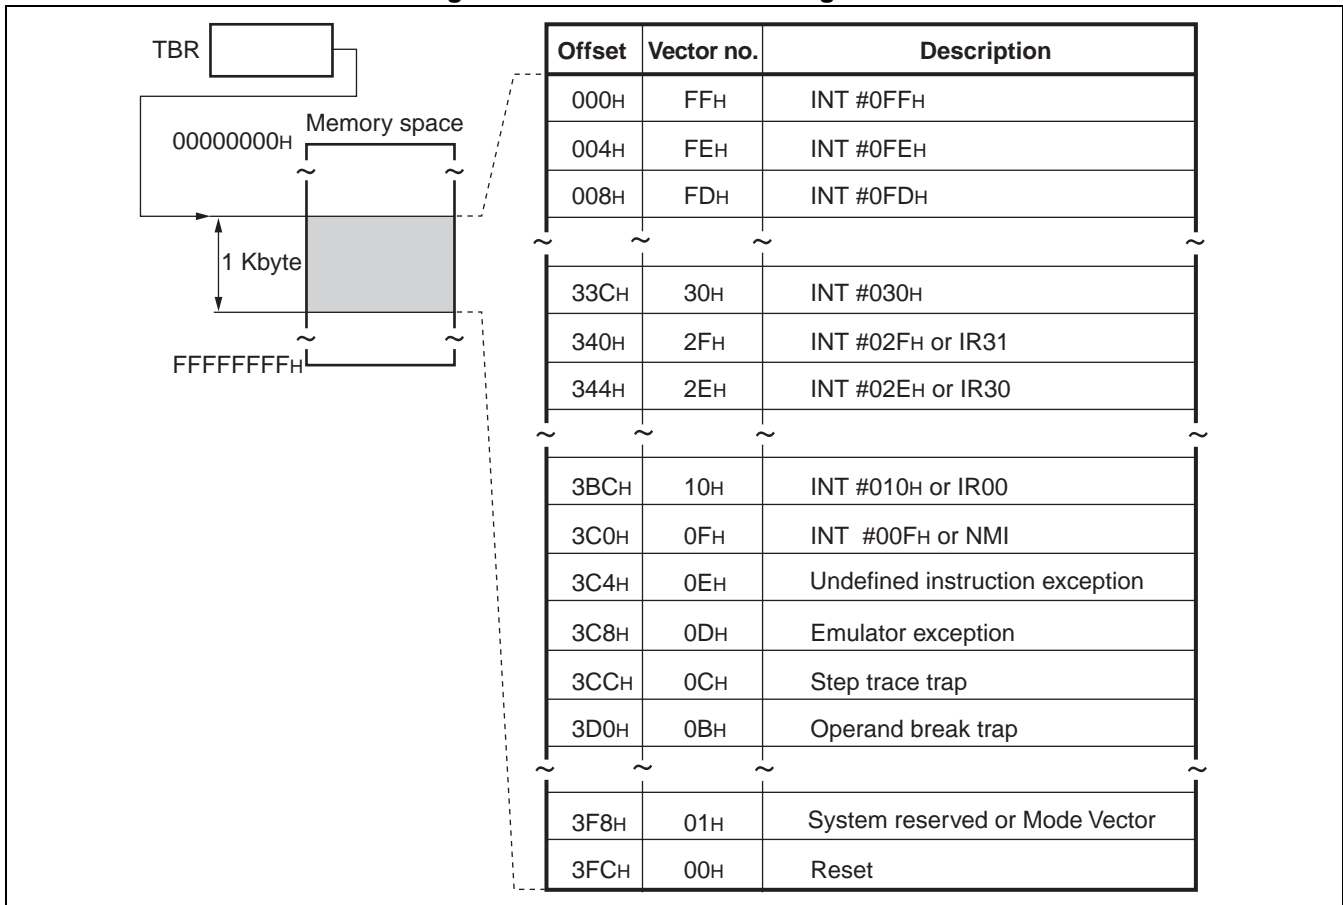 TBR
00000000H
Memory space
1 Kbyte
FFFFFFFFH
Offset Vector no. Description
000H FFH INT #0FFH
004H FEH INT #0FEH
008H FDH INT #0FDH
~ ~ ~ ~
33CH 30H INT #030H
340H 2FH INT #02FH or IR31
344H 2EH INT #02EH or IR30
~ ~ ~ ~
3BCH 10H INT #010H or IR00
3C0H 0FH INT #00FH or NMI
3C4H 0EH Undefined instruction exception
3C8H 0DH Emulator exception
3CCH 0CH Step trace trap
3D0H 0BH Operand break trap
~ ~ ~ ~
3F8H 01H System reserved or Mode Vector
3FCH 00H Reset